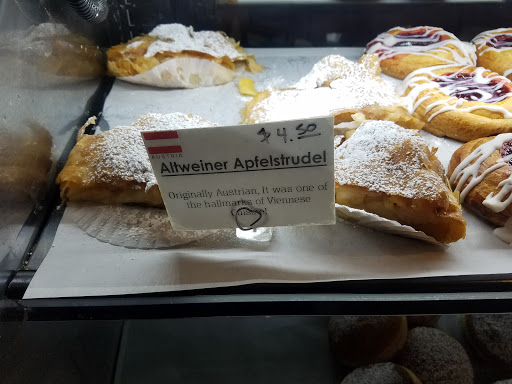 $ 4.50
AUSTRIA
Altweiner Apfelstrudel
Originally Austrian, it was one of
the hallmarks of Viennese